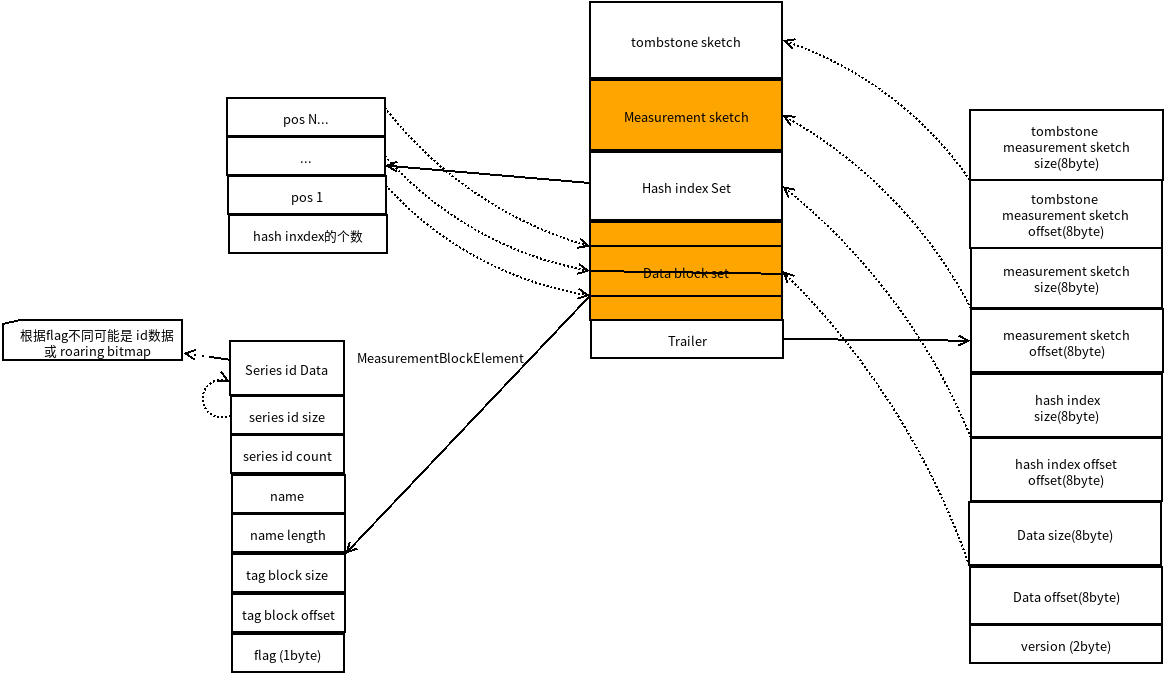 tombstone sketch
Measurement sketch
Hash index Set
Data block set
Trailer
pos N...
...
pos 1
hash inxdex的个数
根据flag不同可能是 id数据
或 roaring bitmap
MeasurementBlockElement
Series id Data
series id size
series id count
name
name length
tag block size
tag block offset
flag (1byte)
tombstone
measurement sketch
size(8byte)
tombstone
measurement sketch
offset(8byte)
measurement sketch
size(8byte)
measurement sketch
offset(8byte)
hash index
size(8byte)
hash index offset
offset(8byte)
Data size(8byte)
Data offset(8byte)
version (2byte)